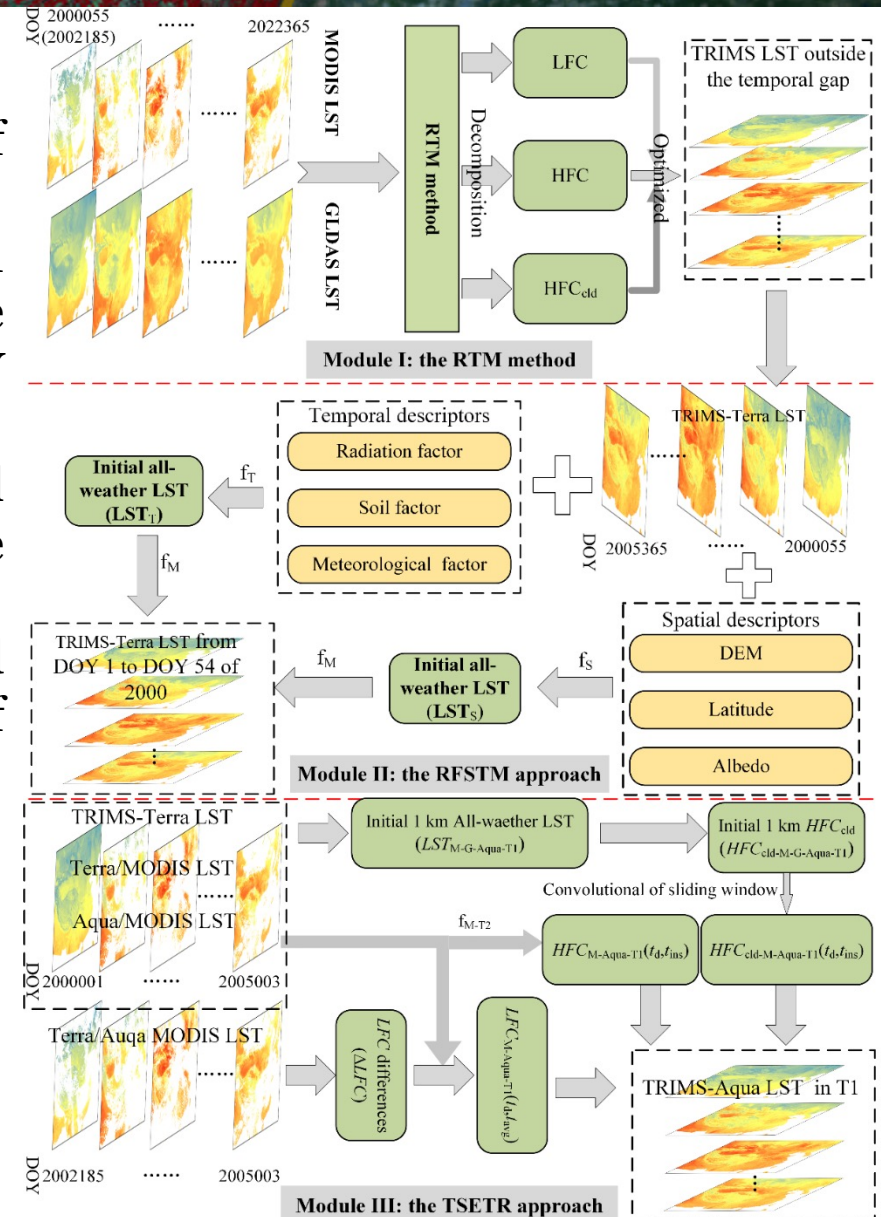 2000055
(2002185)
......
2022365
DOY
MODIS LST
GLDAS LST
......
......
RTM method
Decomposition
LFC
HFC
HFCcld
Optimized
TRIMS LST outside
the temporal gap
Module I: the RTM method
Temporal descriptors
Radiation factor
Soil factor
Meteorological factor
fT
Initial all-
weather LST
(LSTT)
fM
TRIMS-Terra LST
......
DOY
2005365
......
2000055
Spatial descriptors
DEM
Latitude
Albedo
fS
Initial all-
weather LST
(LSTS)
fM
TRIMS-Terra LST from
DOY 1 to DOY 54 of
2000
Module II: the RFSTM approach
TRIMS-Terra LST
Terra/MODIS LST
......
Aqua/MODIS LST
DOY
2000001
......
2005003
Initial 1 km All-waether LST
(LSTM-G-Aqua-T1)
Initial 1 km HFCcld
(HFCcld-M-G-Aqua-T1)
Convolutional of sliding window
fM-T2
HFCM-Aqua-T1(td,tins)
HFCcld-M-Aqua-T1(td,tins)
Terra/Auqa MODIS LST
......
DOY
2002185
......
2005003
LFC differences
(ΔLFC)
LFCM-Aqua-T1(td,tavg)
TRIMS-Aqua LST in T1
Module III: the TSETR approach